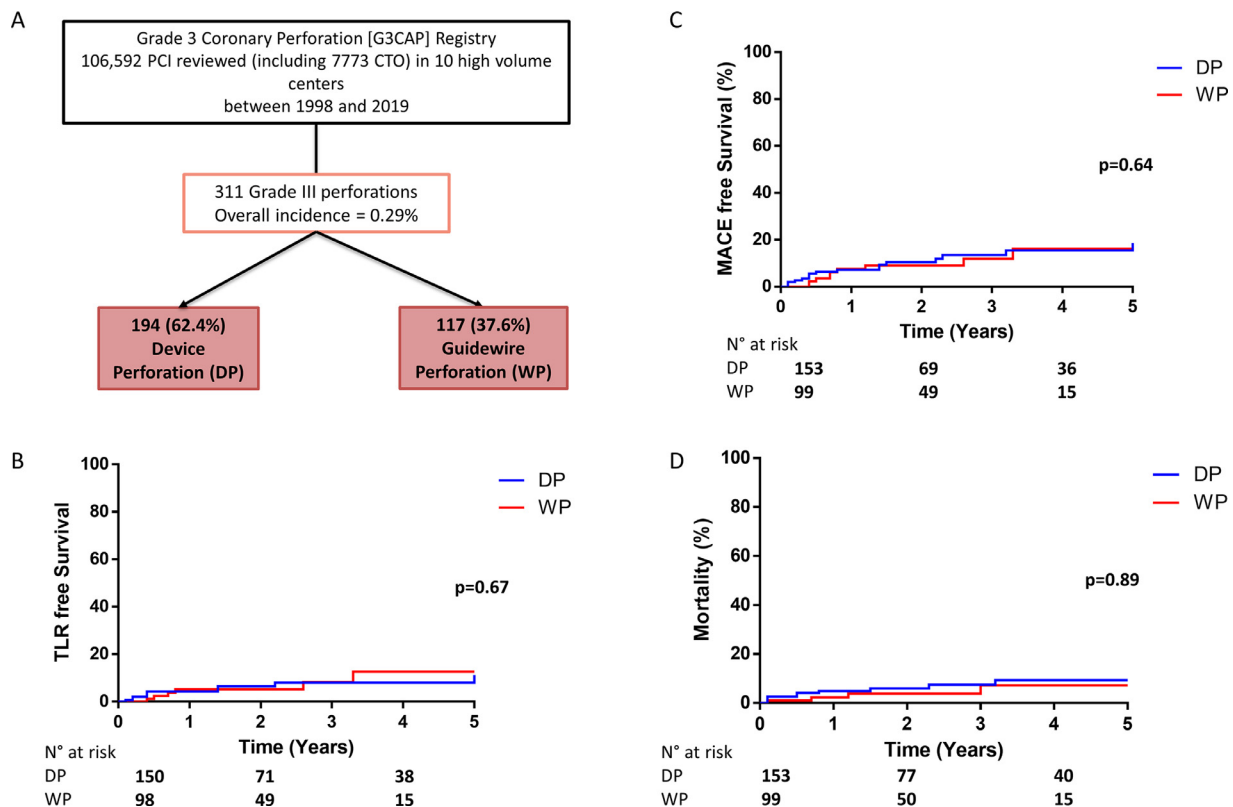 A
Grade 3 Coronary Perforation [G3CAP] Registry
106,592 PCI reviewed (including 7773 CTO) in 10 high volume
centers
between 1998 and 2019
311 Grade III perforations
Overall incidence = 0.29%
194 (62.4%)
Device
Perforation (DP)
117 (37.6%)
Guidewire
Perforation (WP)
C
MACE free Survival (%)
100
80
60
40
20
0
DP
WP
p=0.64
0 1 2 3 4 5
Time (Years)
N° at risk
DP 153 69 36
WP 99 49 15
B
TLR free Survival
100
80
60
40
20
0
DP
WP
p=0.67
0 1 2 3 4 5
Time (Years)
N° at risk
DP 150 71 38
WP 98 49 15
D
Mortality (%)
100
80
60
40
20
0
DP
WP
p=0.89
0 1 2 3 4 5
Time (Years)
N° at risk
DP 153 77 40
WP 99 50 15